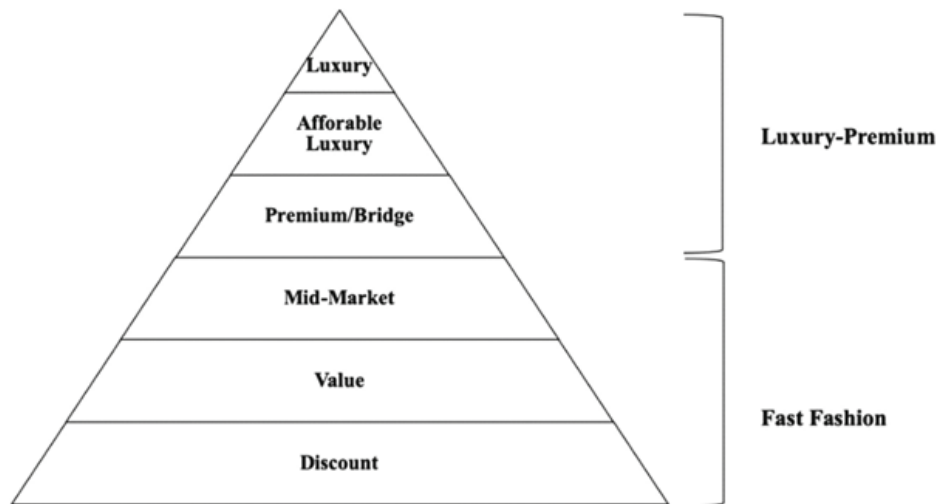 Luxury
Afforable
Luxury
Luxury-Premium
Premium/Bridge
Mid-Market
Value
Fast Fashion
Discount